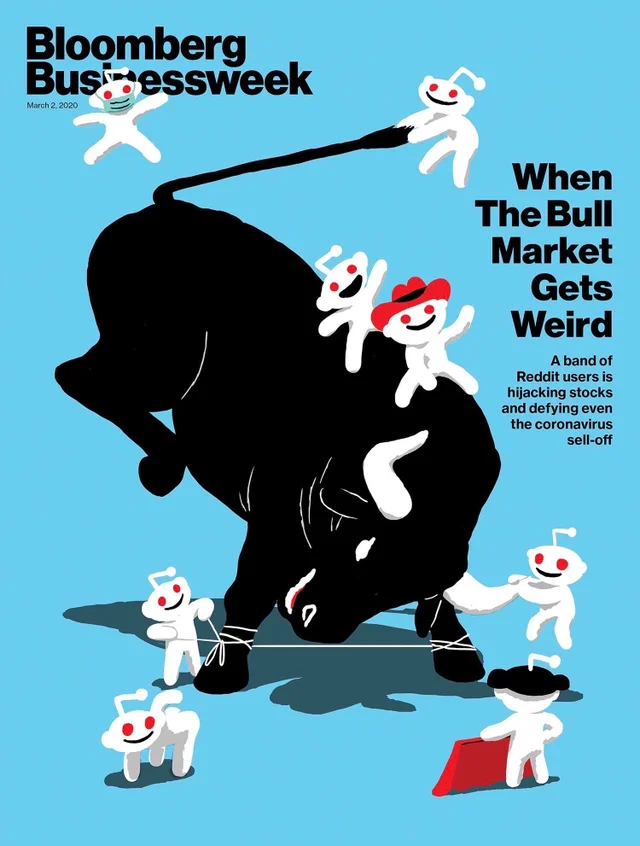 Bloomberg
Businessweek
March 2, 2020
When
The Bull
Market
Gets
Weird
A band of
Reddit users is
hijacking stocks
and defying even
the coronavirus
sell-off